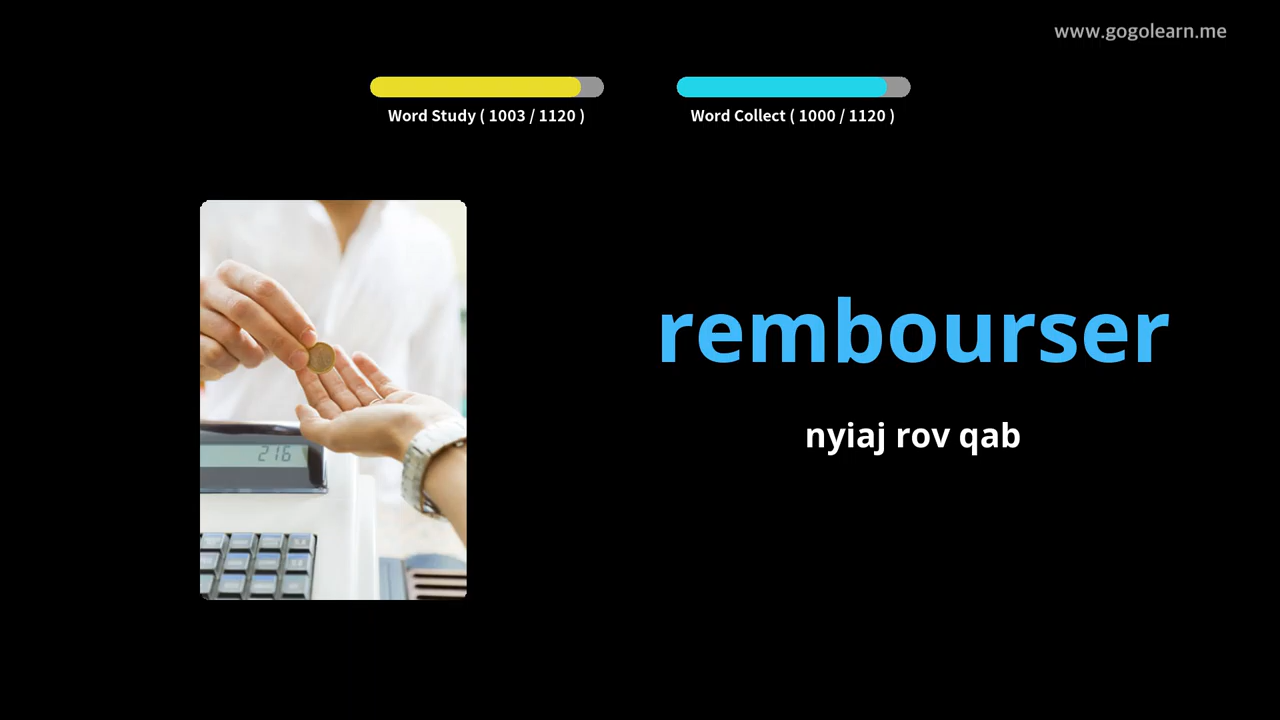 www.gogolearn.me
Word Study ( 1003 / 1120 )
Word Collect ( 1000 / 1120 )
216
rembourser
nyiaj rov qab